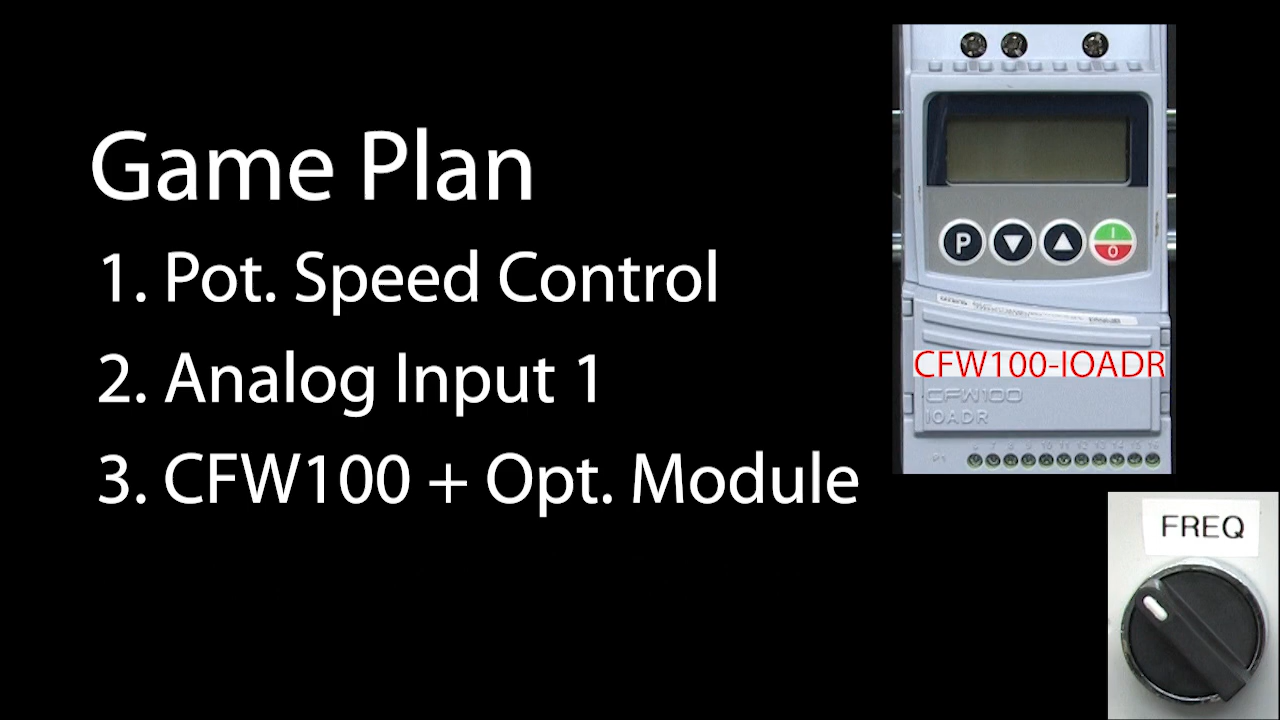 Game Plan
1. Pot. Speed Control
2. Analog Input 1
3. CFW100 + Opt. Module
P
I
O
CFW100-IOADR
CFW100
IOADR
FREQ